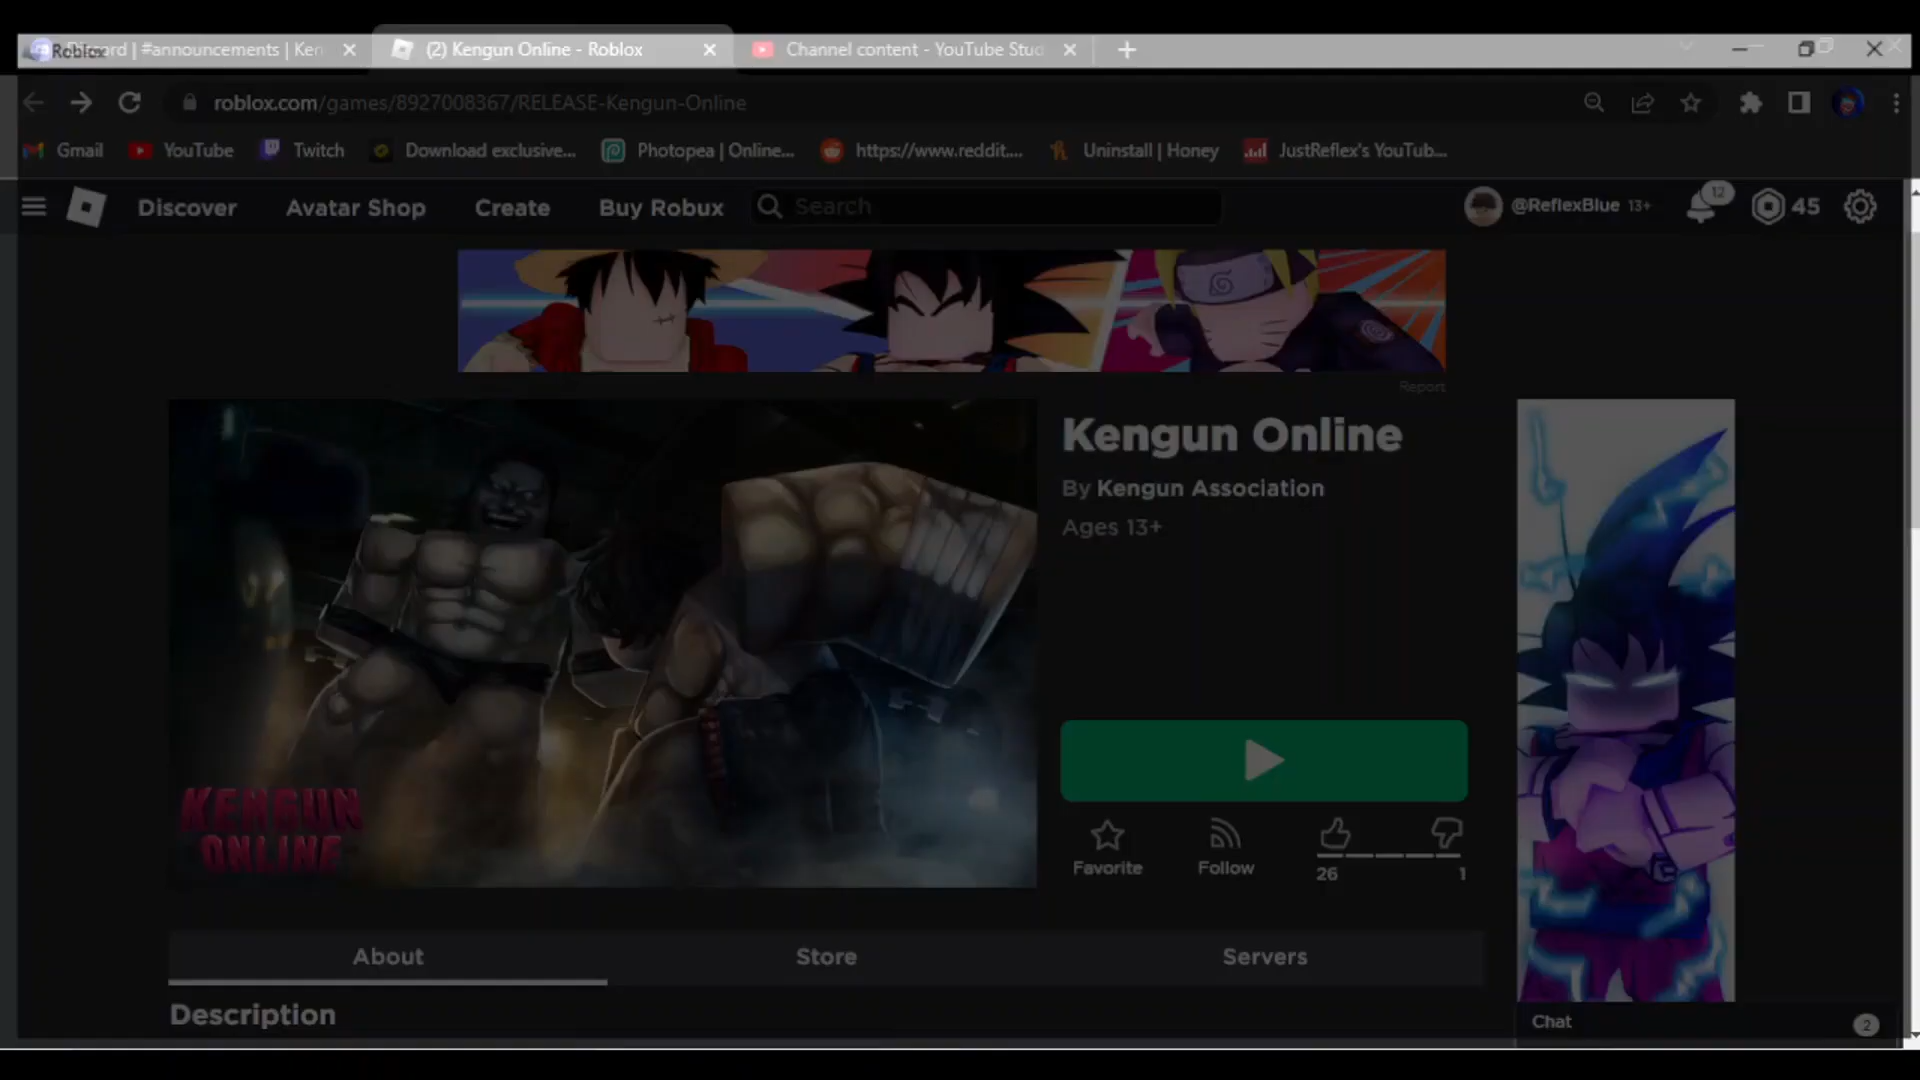 Roblox
Discord | #announcements | Ken
(2) Kengun Online - Roblox
Channel content - YouTube Stud
roblox.com/games/8927008367/RELEASE-Kengun-Online
Gmail
YouTube
Twitch
Download exclusive...
Photopea | Online...
https://www.reddit....
Uninstall | Honey
JustReflex's YouTub...
Discover
Avatar Shop
Create
Buy Robux
Search
@ReflexBlue 13+
12
45
Report
KENGUN
ONLINE
Kengun Online
By Kengun Association
Ages 13+
Favorite
Follow
26
1
About
Store
Servers
Description
Chat
2